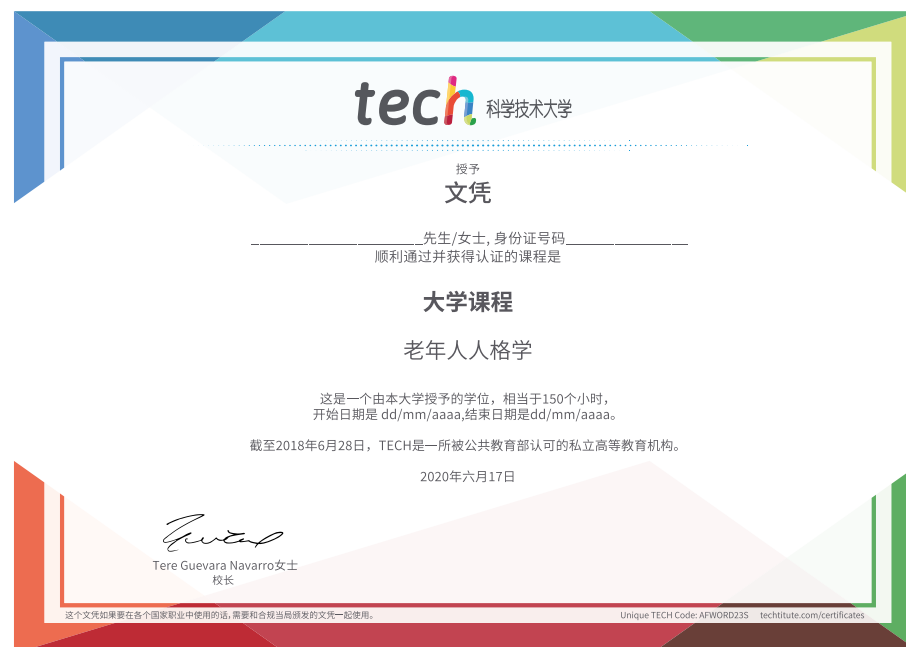 tech 科学技术大学
授予
文凭
______________________先生/女士, 身份证号码_______________
顺利通过并获得认证的课程是
大学课程
老年人人格学
这是一个由本大学授予的学位，相当于150个小时，
开始日期是 dd/mm/aaaa,结束日期是dd/mm/aaaa。
截至2018年6月28日，TECH是一所被公共教育部认可的私立高等教育机构。
2020年六月17日
Tere Guevara Navarro女士
校长
这个文凭如果要在各个国家职业中使用的话,需要和合规当局颁发的文凭一起使用。
Unique TECH Code: AFWORD23S techtitute.com/certificates